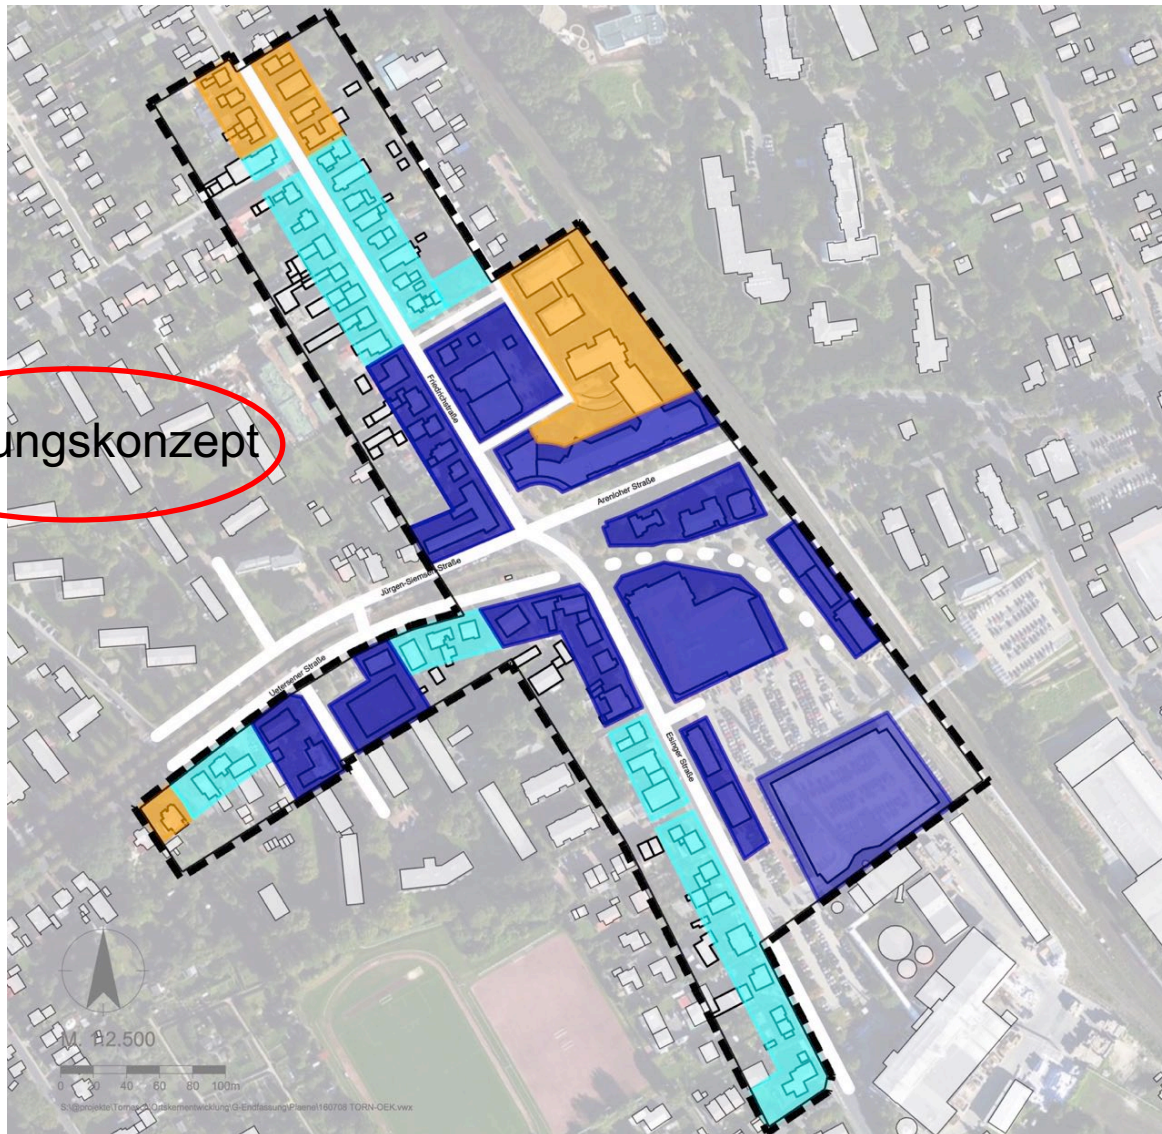 ungskonzept
Friedrichstraße
Arenloher Straße
Jürgen-Siemsen-Straße
Uetersener Straße
Esinger Straße
M. 1:2.500
0 20 40 60 80 100m